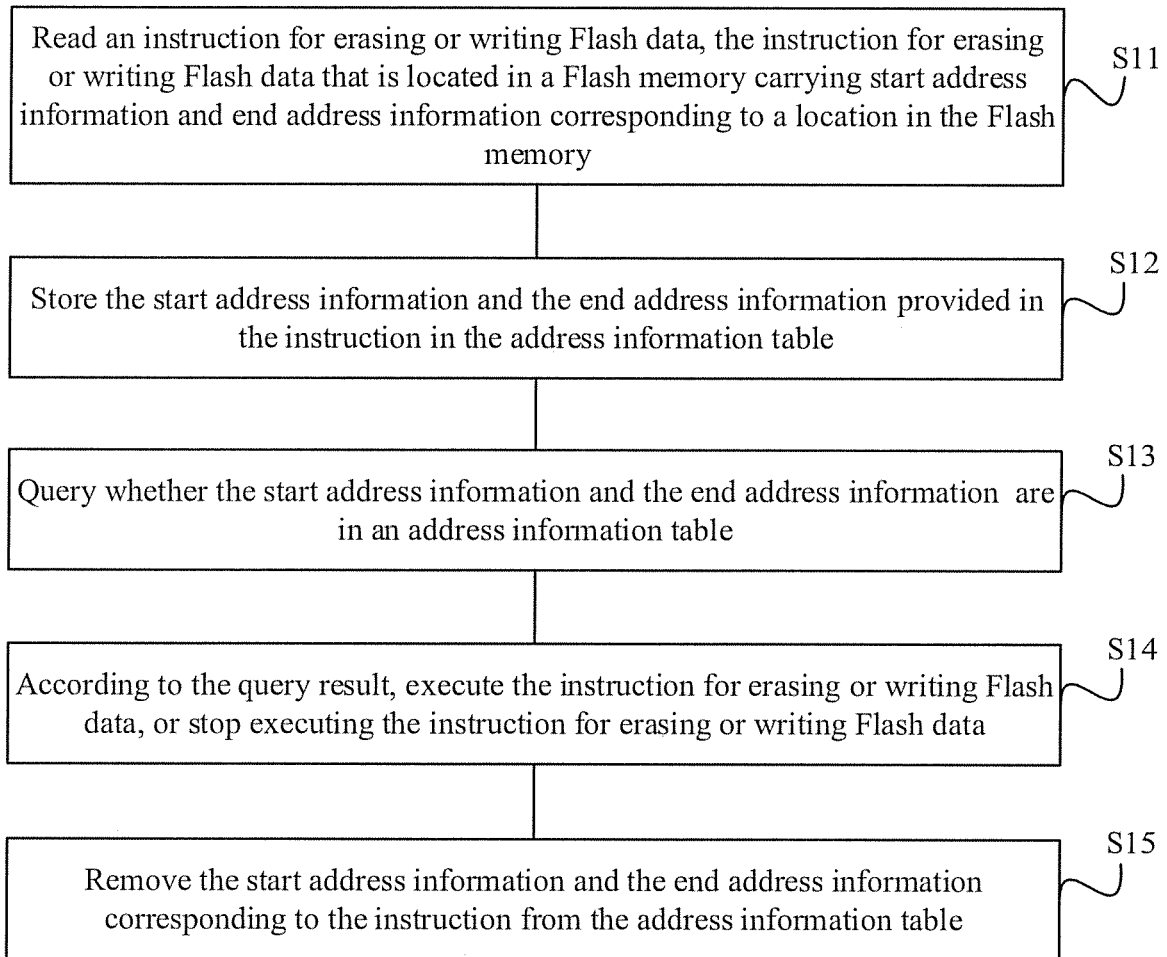 Read an instruction for erasing or writing Flash data, the instruction for erasing
or writing Flash data that is located in a Flash memory carrying start address
information and end address information corresponding to a location in the Flash
memory
S11
Store the start address information and the end address information provided in
the instruction in the address information table
S12
Query whether the start address information and the end address information are
in an address information table
S13
According to the query result, execute the instruction for erasing or writing Flash
data, or stop executing the instruction for erasing or writing Flash data
S14
Remove the start address information and the end address information
corresponding to the instruction from the address information table
S15